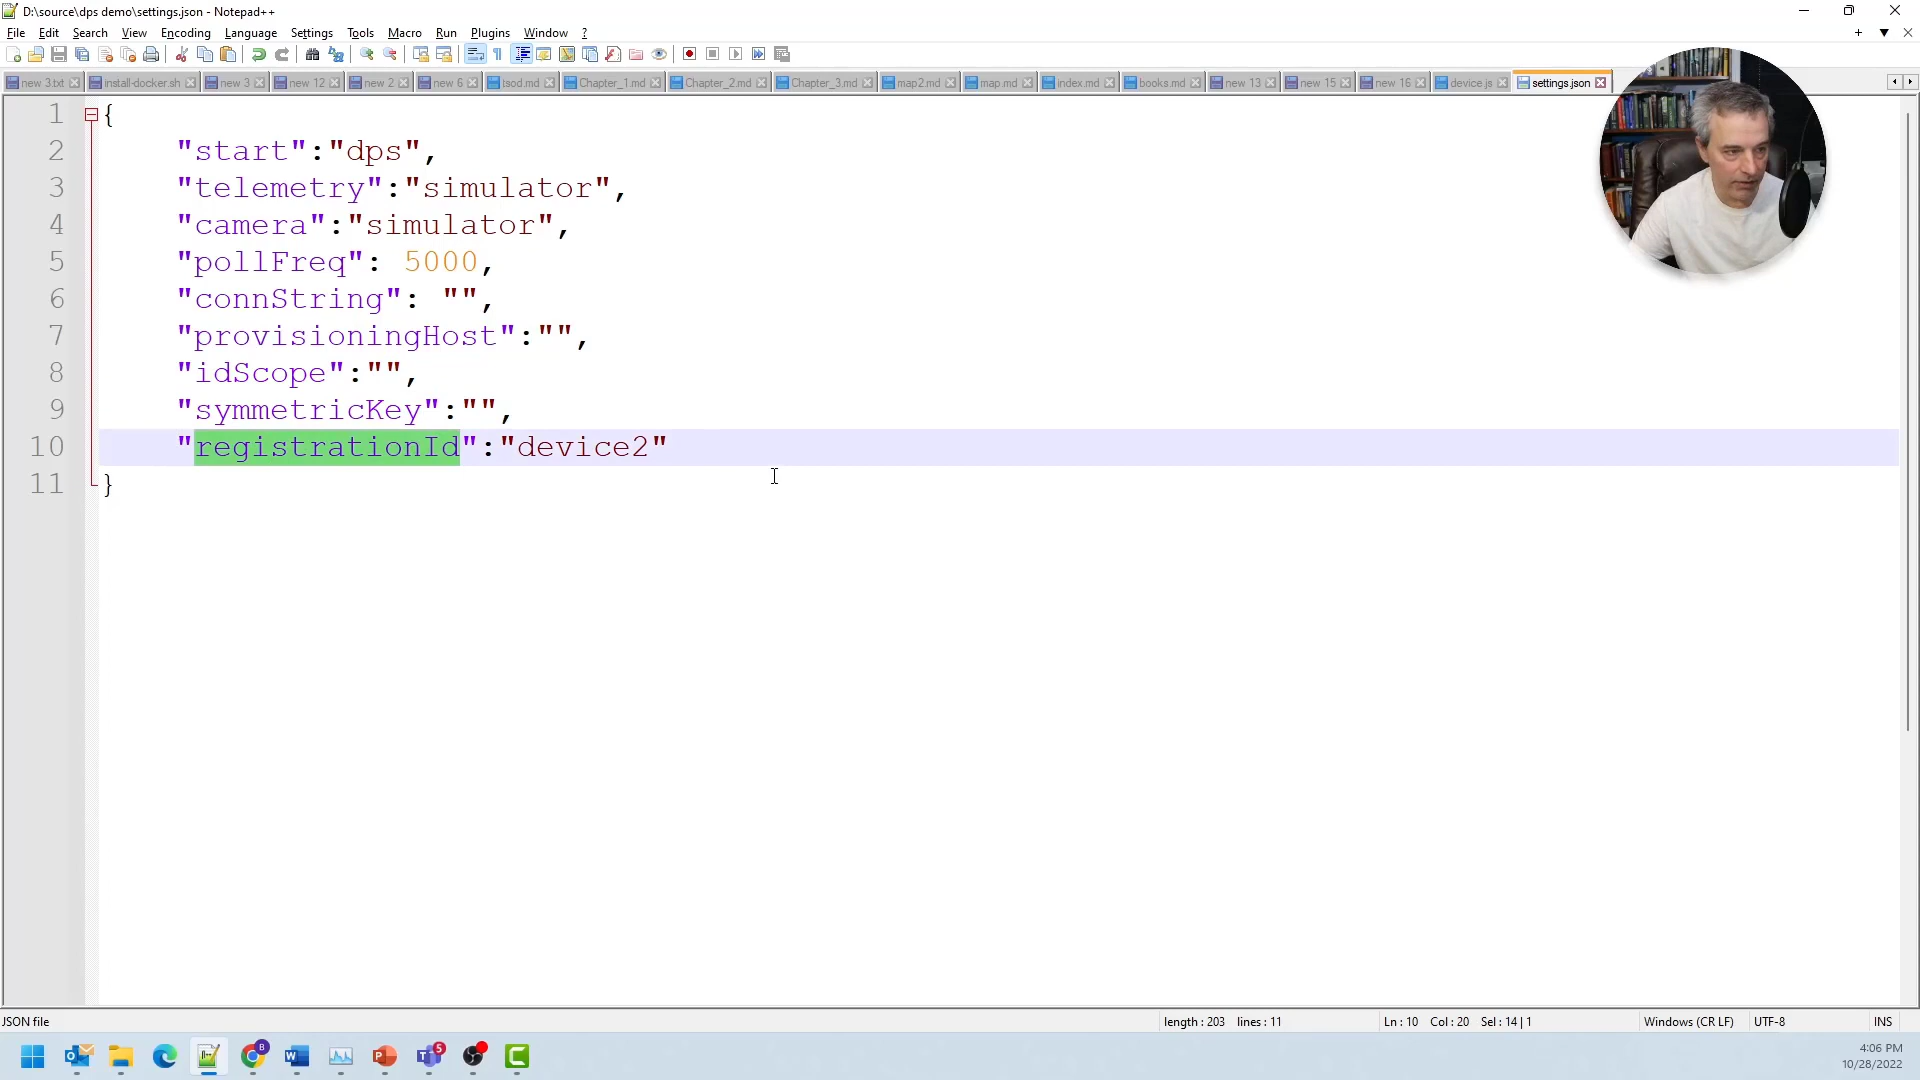 D:\source\dps demo\settings.json - Notepad++
File Edit Search View Encoding Language Settings Tools Macro Run Plugins Window ?
new 3.txt install-docker.sh new 3 new 12 new 2 new 6 tsod.md Chapter_1.md Chapter_2.md Chapter_3.md map2.md map.md index.md books.md new 13 new 15 new 16 device.js settings.json
1 {
2 "start":"dps",
3 "telemetry":"simulator",
4 "camera":"simulator",
5 "pollFreq": 5000,
6 "connString": "",
7 "provisioningHost":"",
8 "idScope":"",
9 "symmetricKey":"",
10 "registrationId":"device2"
11 }
JSON file length : 203 lines : 11 Ln : 10 Col : 20 Sel : 14 | 1 Windows (CR LF) UTF-8 INS
4:06 PM
10/28/2022